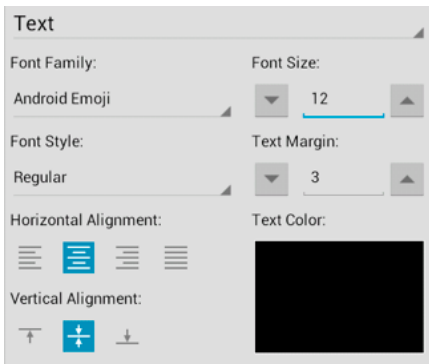 Text
Font Family: Font Size:
Android Emoji 12
Font Style: Text Margin:
Regular 3
Horizontal Alignment: Text Color:
Vertical Alignment: